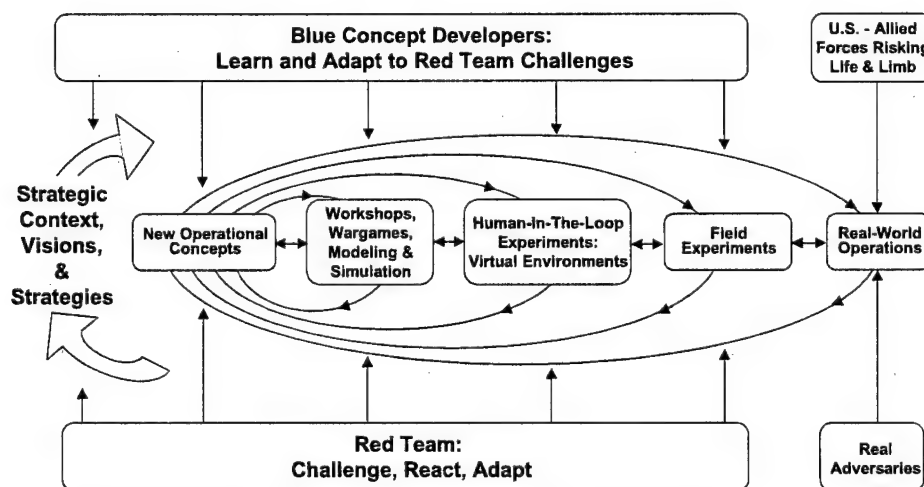 Blue Concept Developers:
Learn and Adapt to Red Team Challenges
U.S. - Allied
Forces Risking
Life & Limb
Strategic
Context,
Visions,
&
Strategies
New Operational
Concepts
Workshops,
Wargames,
Modeling &
Simulation
Human-In-The-Loop
Experiments:
Virtual Environments
Field
Experiments
Real-World
Operations
Red Team:
Challenge, React, Adapt
Real
Adversaries